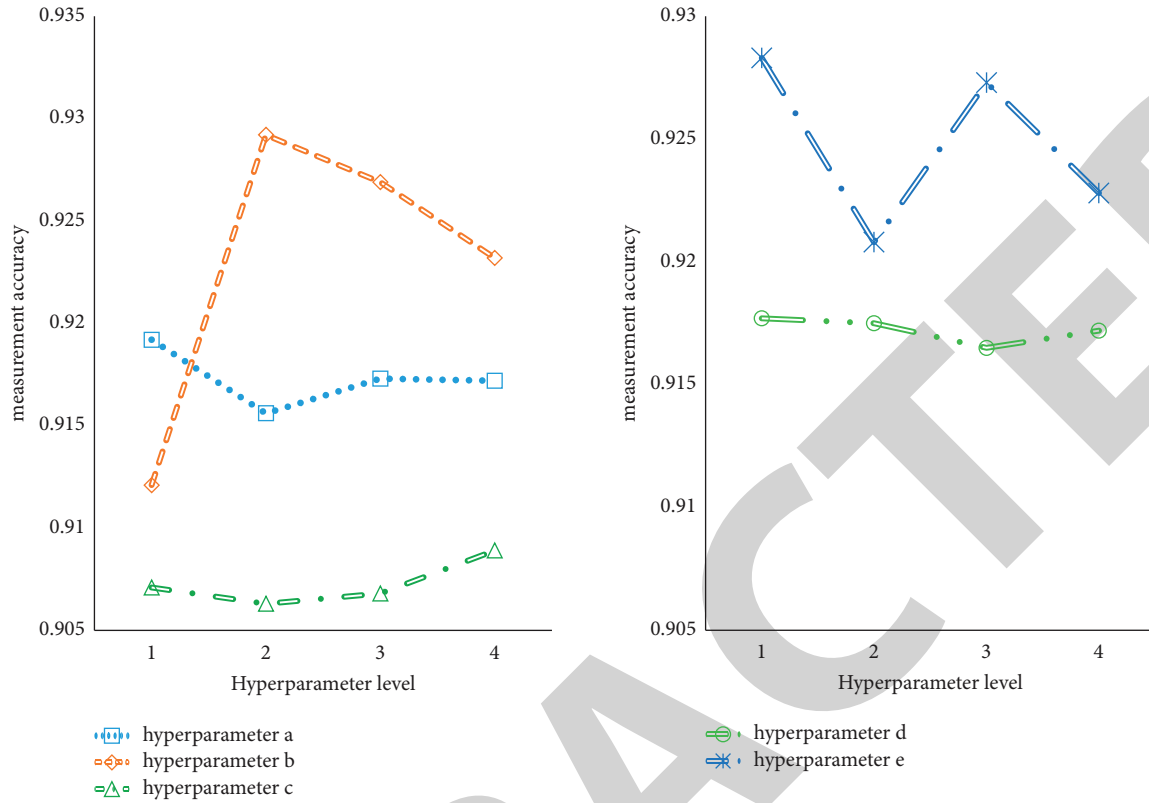 0.935
0.93
0.925
0.92
0.915
0.91
0.905
measurement accuracy
1 2 3 4
Hyperparameter level
hyperparameter a
hyperparameter b
hyperparameter c
0.93
0.925
0.92
0.915
0.91
0.905
measurement accuracy
1 2 3 4
Hyperparameter level
hyperparameter d
hyperparameter e
ACTE